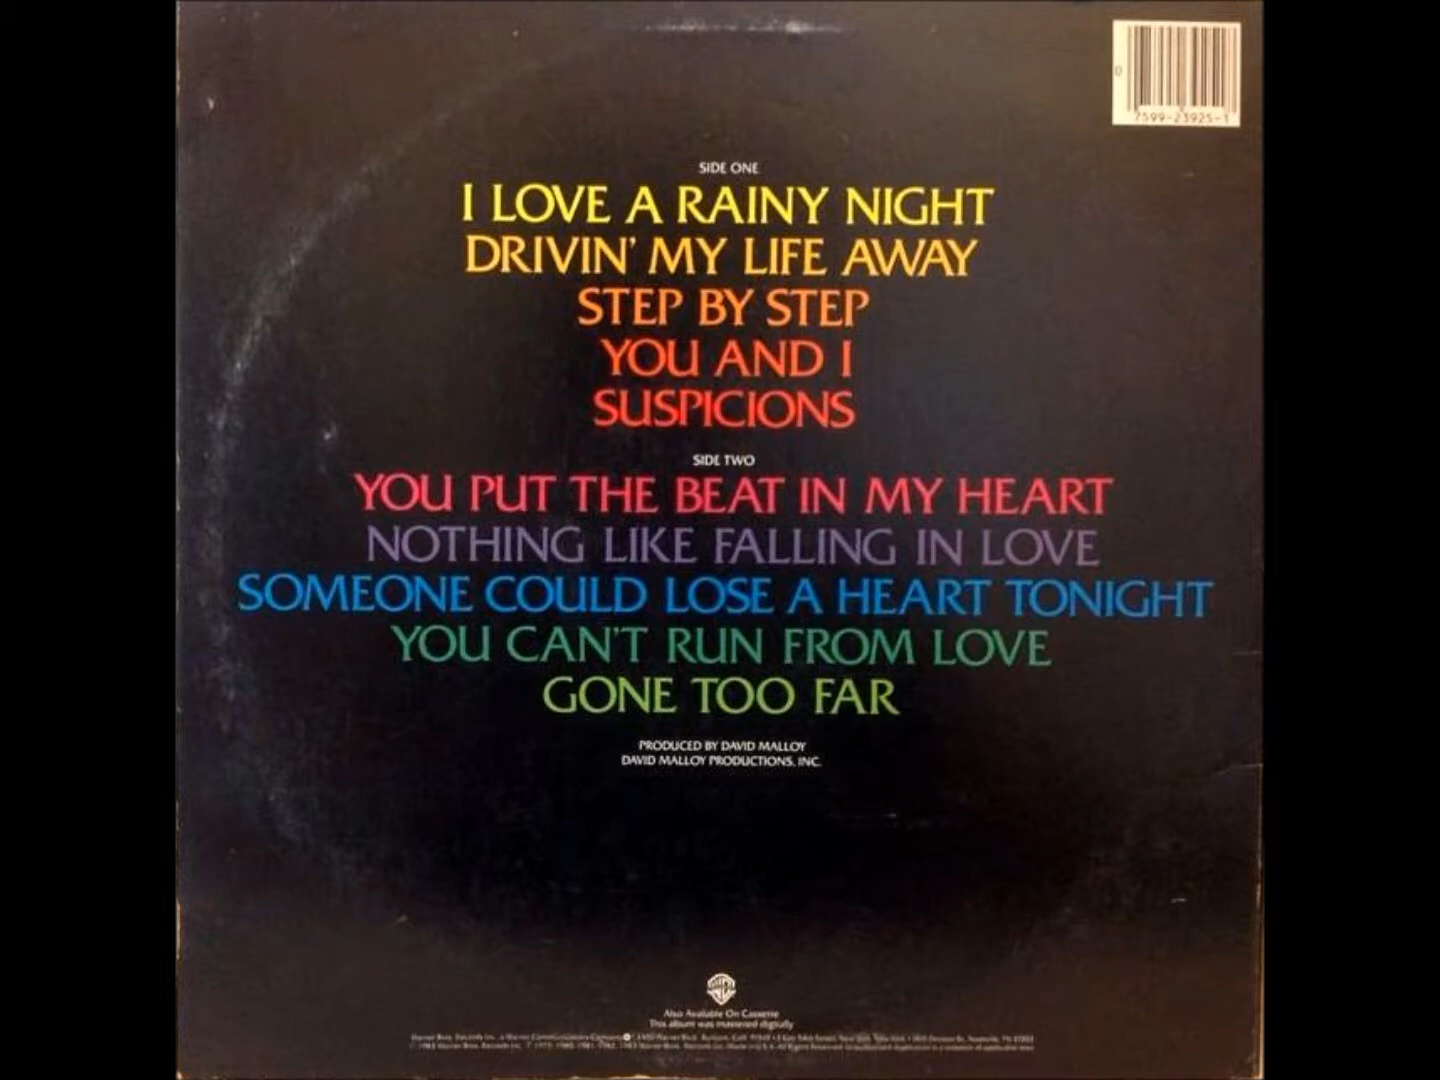 0
7599-23925-1
SIDE ONE
I LOVE A RAINY NIGHT
DRIVIN' MY LIFE AWAY
STEP BY STEP
YOU AND I
SUSPICIONS
SIDE TWO
YOU PUT THE BEAT IN MY HEART
NOTHING LIKE FALLING IN LOVE
SOMEONE COULD LOSE A HEART TONIGHT
YOU CAN'T RUN FROM LOVE
GONE TOO FAR
PRODUCED BY DAVID MALLOY
DAVID MALLOY PRODUCTIONS, INC.
Also Available On Cassette
This album was mastered digitally